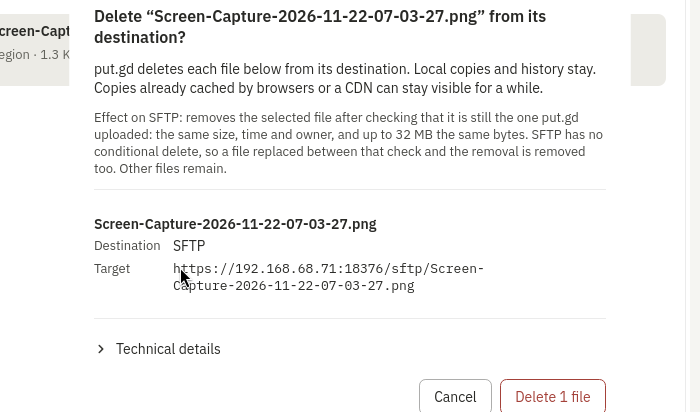 Delete “Screen-Capture-2026-11-22-07-03-27.png” from its
destination?
creen-Capt
egion · 1.3 K
put.gd deletes each file below from its destination. Local copies and history stay.
Copies already cached by browsers or a CDN can stay visible for a while.
Effect on SFTP: removes the selected file after checking that it is still the one put.gd
uploaded: the same size, time and owner, and up to 32 MB the same bytes. SFTP has no
conditional delete, so a file replaced between that check and the removal is removed
too. Other files remain.
Screen-Capture-2026-11-22-07-03-27.png
Destination SFTP
Target https://192.168.68.71:18376/sftp/Screen-
Capture-2026-11-22-07-03-27.png
Technical details
Cancel Delete 1 file